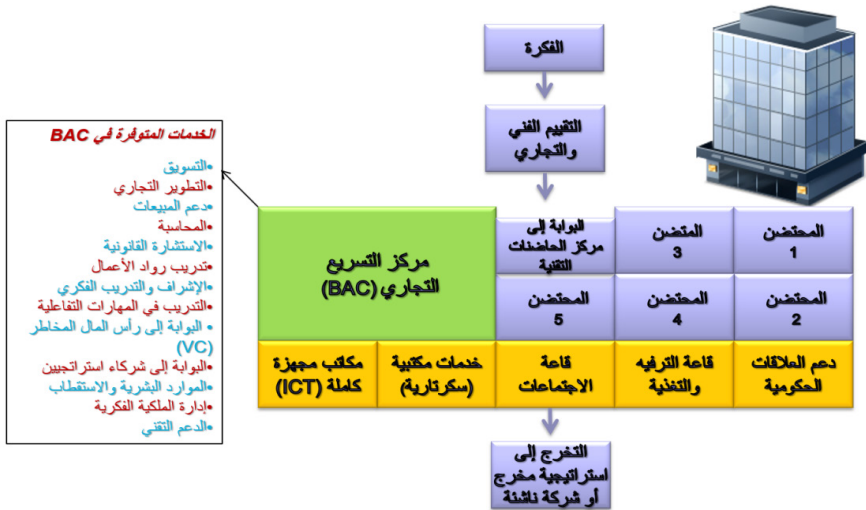 الفكرة
التقييم الفني
والتجاري
الخدمات المتوفرة في BAC
•التسويق
•التطوير التجاري
•دعم المبيعات
•المحاسبة
•الاستشارة القانونية
•تدريب رواد الأعمال
•الإشراف والتدريب الفكري
•التدريب في المهارات التفاعلية
• البوابة إلى رأس المال المخاطر
(VC)
•البوابة إلى شركاء استراتجيين
•الموارد البشرية والاستقطاب
•إدارة الملكية الفكرية
•الدعم التقني
المحتضن
1
المتضن
3
البوابة إلى
مركز الحاضنات
التقنية
مركز التسريع
التجاري (BAC)
المحتضن
2
المحتضن
4
المحتضن
5
دعم العلاقات
الحكومية
قاعة الترفيه
والتغذية
قاعة
الاجتماعات
خدمات مكتبية
(سكرتارية)
مكاتب مجهزة
كاملة (ICT)
التخرج إلى
استراتيجية مخرج
أو شركة ناشئة